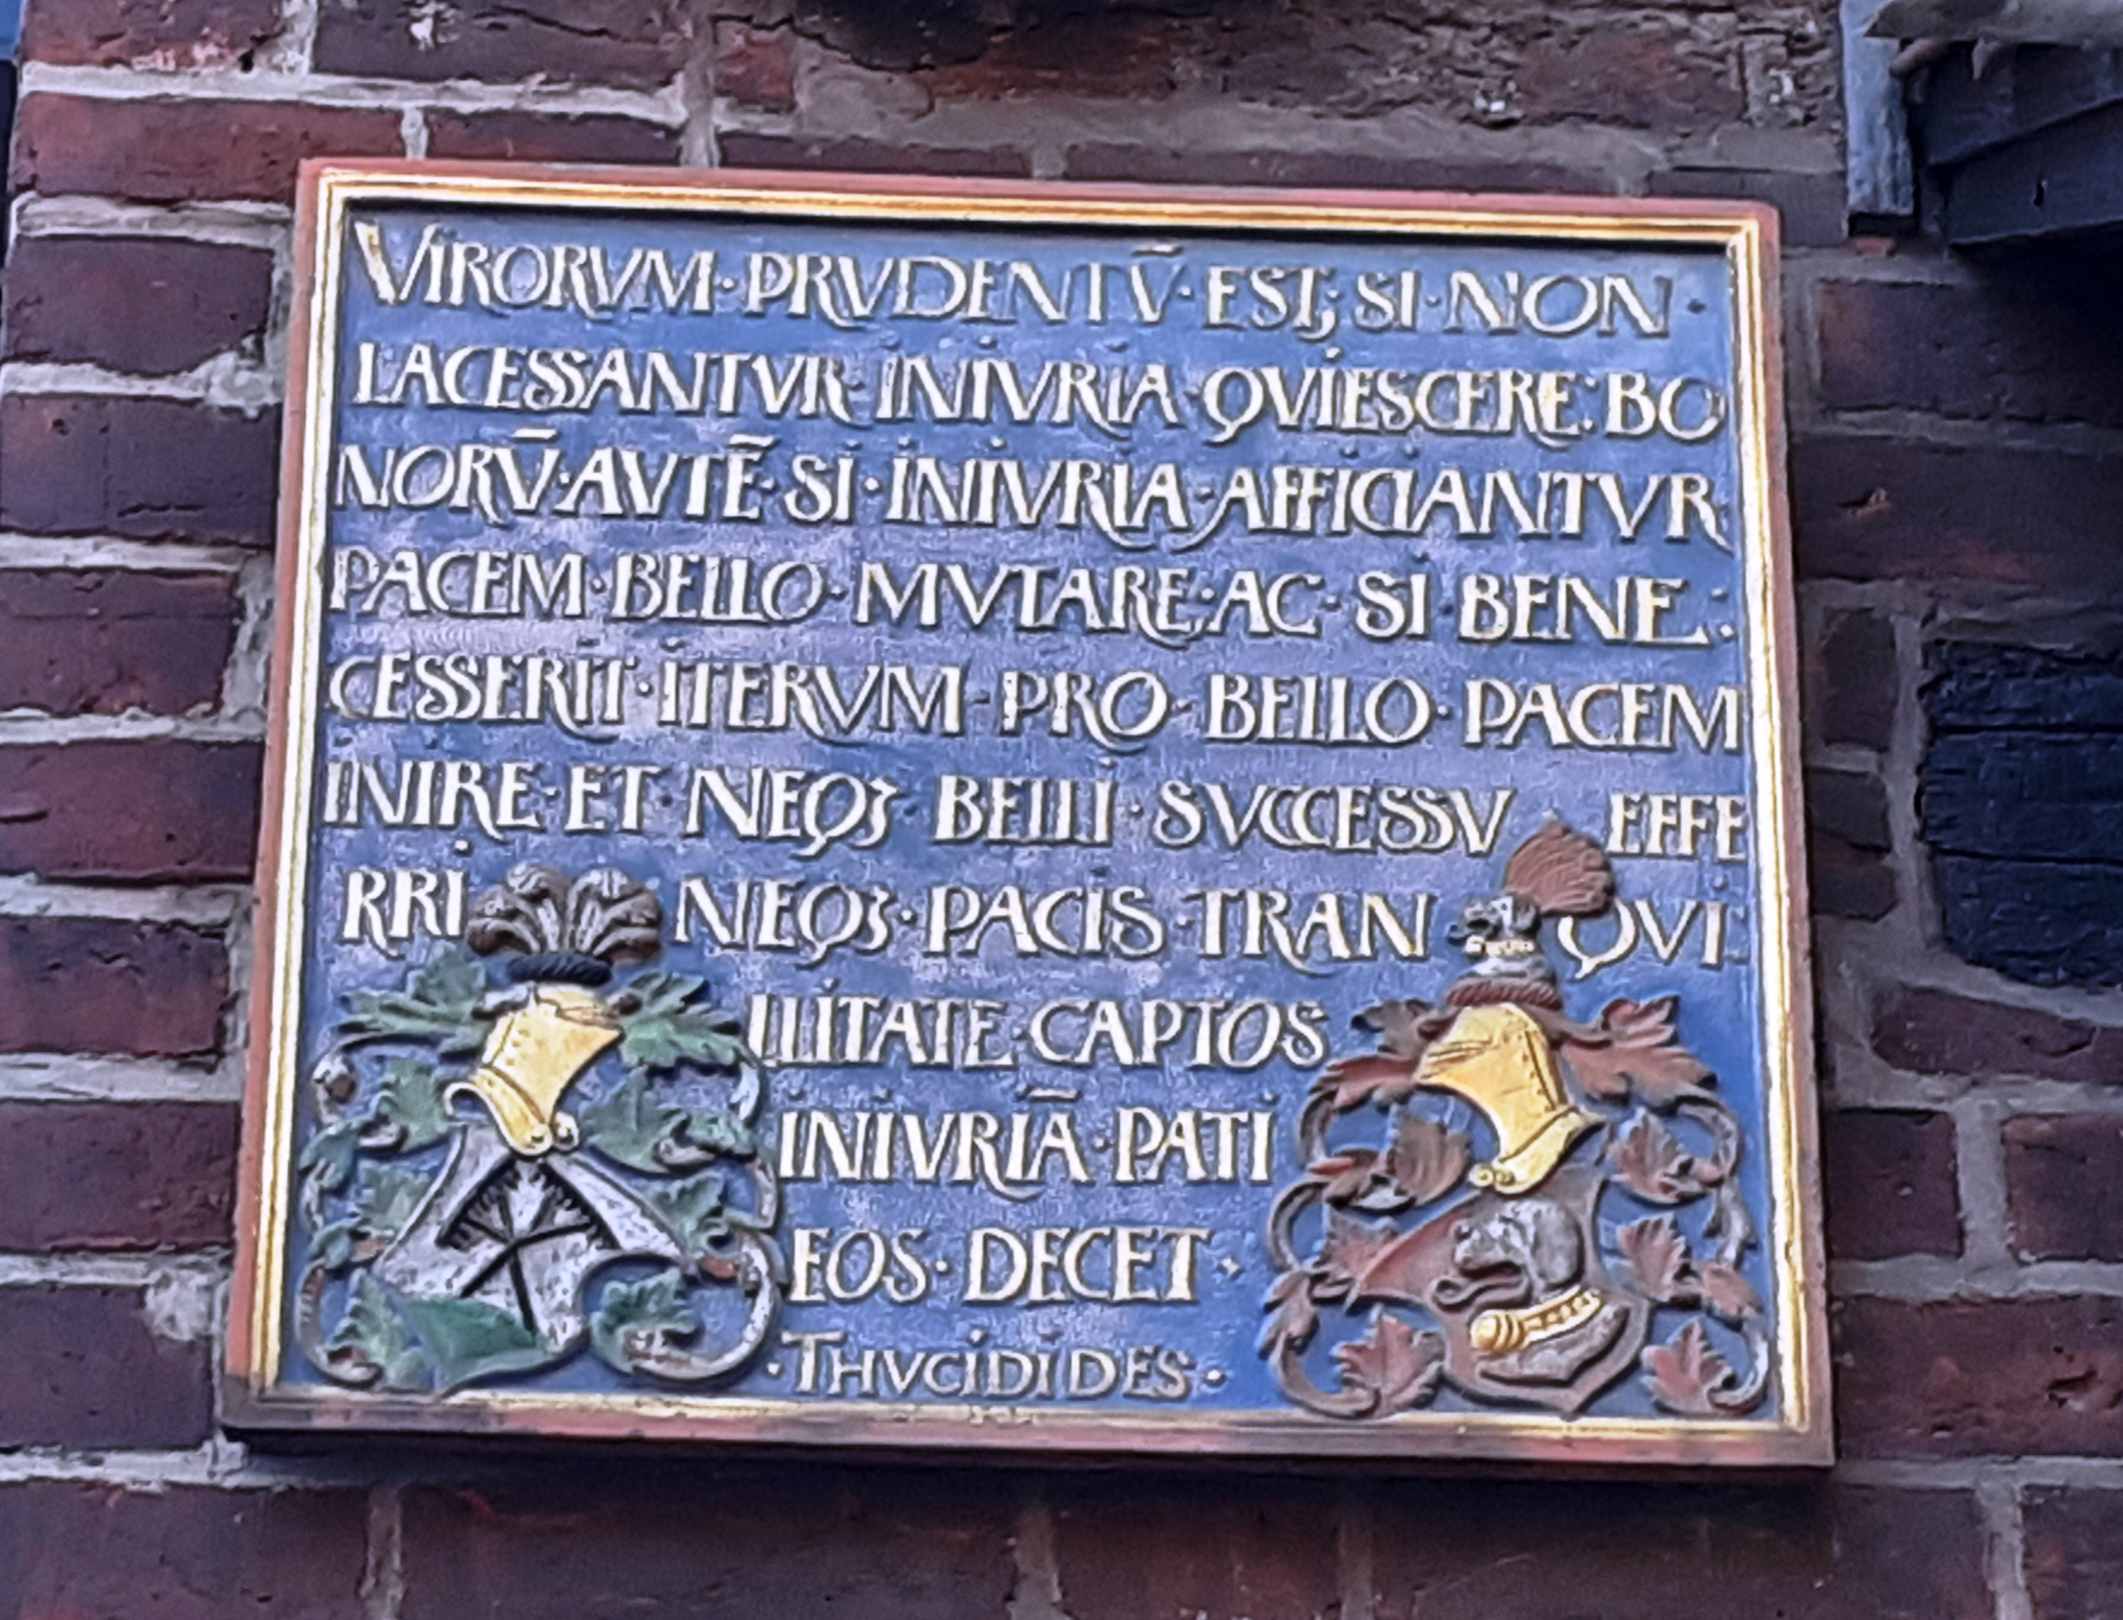 VIRORVM · PRVDENTV̄ · EST, SI · NON ·
LACESSANTVR · INIVRIA · QVIESCERE : BO
NORV̄ · AVTĒ · SI · INIVRIA · AFFICIANTVR
PACEM · BELLO · MVTARE · AC · SI BENE ·
CESSERIT · ITERVM · PRO · BELLO · PACEM
INIRE · ET · NEQꝫ · BELLI · SVCCESSV EFFE
RRI NEQꝫ · PACIS · TRAN QVI
LLITATE · CAPTOS
INIVRIĀ · PATI
EOS · DECET ·
· THVCIDIDES ·